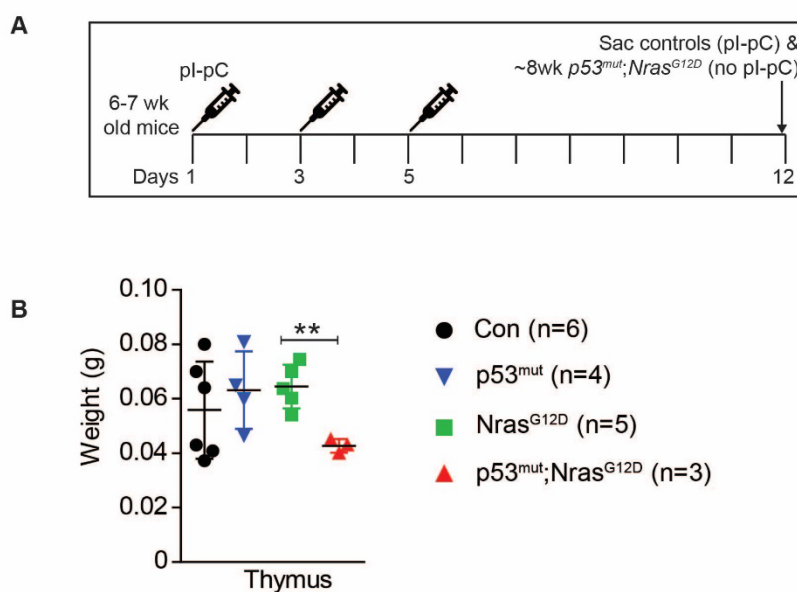 A
Sac controls (pI-pC) &
pI-pC
~8wk p53ᵐᵘᵗ;Nrasᴳ¹²ᴰ (no pI-pC)
6-7 wk
old mice
Days 1 3 5 12
B
0.10
0.08
0.06
0.04
0.02
0
Weight (g)
**
Thymus
Con (n=6)
p53ᵐᵘᵗ (n=4)
Nrasᴳ¹²ᴰ (n=5)
p53ᵐᵘᵗ;Nrasᴳ¹²ᴰ (n=3)